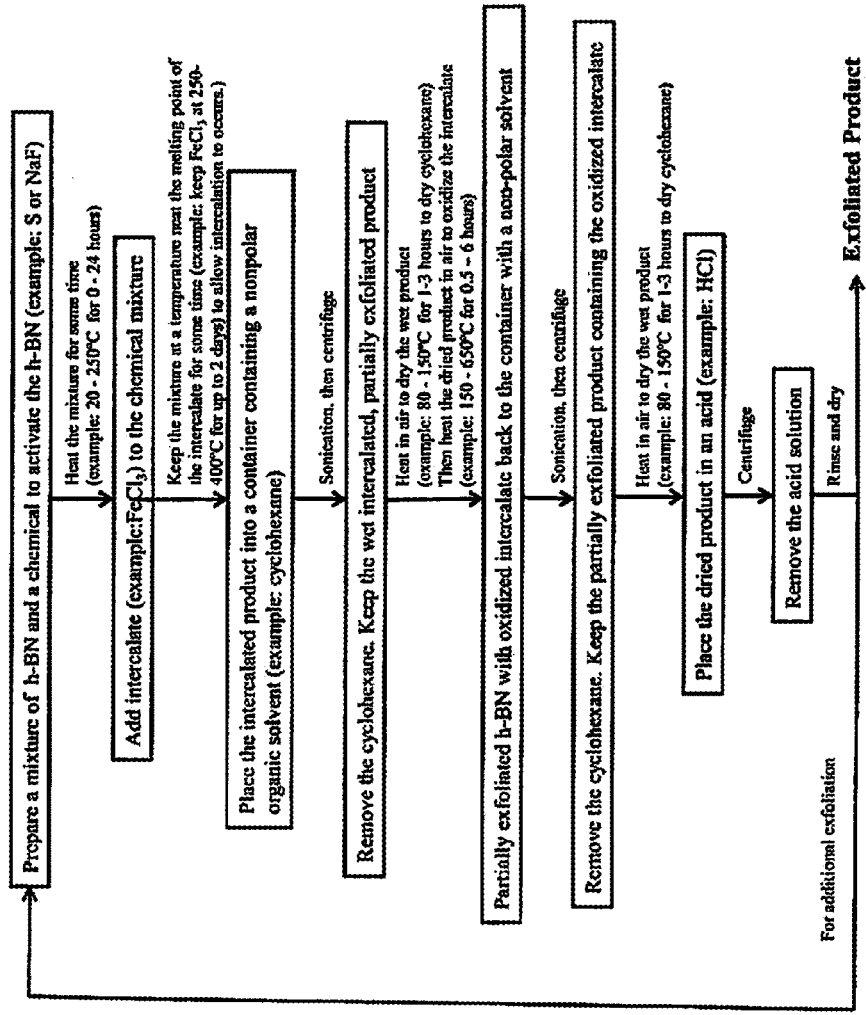 Prepare a mixture of h-BN and a chemical to activate the h-BN (example: S or NaF)
Heat the mixture for some time
(example: 20 - 250°C for 0 - 24 hours)
Add intercalate (example:FeCl₃) to the chemical mixture
Keep the mixture at a temperature neat the melting point of
the intercalate for some time (example: keep FeCl₃ at 250-
400°C for up to 2 days) to allow intercalation to occurs.)
Place the intercalated product into a container containing a nonpolar
organic solvent (example: cyclohexane)
Sonication, then centrifuge
Remove the cyclohexane. Keep the wet intercalated, partially exfoliated product
Heat in air to dry the wet product
(example: 80 - 150°C for 1-3 hours to dry cyclohexane)
Then heat the dried product in air to oxidize the intercalate
(example: 150 - 650°C for 0.5 – 6 hours)
Partially exfoliated h-BN with oxidized intercalate back to the container with a non-polar solvent
Sonication, then centrifuge
Remove the cyclohexane. Keep the partially exfoliated product containing the oxidized intercalate
Heat in air to dry the wet product
(example: 80 - 150°C for 1-3 hours to dry cyclohexane)
Place the dried product in an acid (example: HCl)
Centrifuge
Remove the acid solution
Rinse and dry
For additional exfoliation
Exfoliated Product